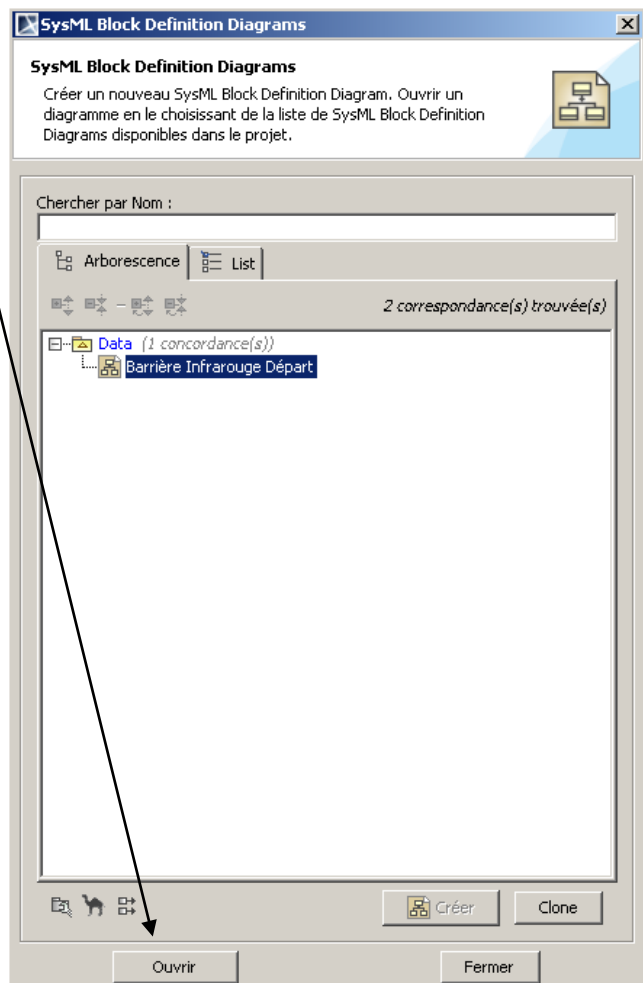 SysML Block Definition Diagrams
SysML Block Definition Diagrams
Créer un nouveau SysML Block Definition Diagram. Ouvrir un
diagramme en le choisissant de la liste de SysML Block Definition
Diagrams disponibles dans le projet.
Chercher par Nom :
Arborescence
List
2 correspondance(s) trouvée(s)
Data (1 concordance(s))
Barrière Infrarouge Départ
Créer
Clone
Ouvrir
Fermer